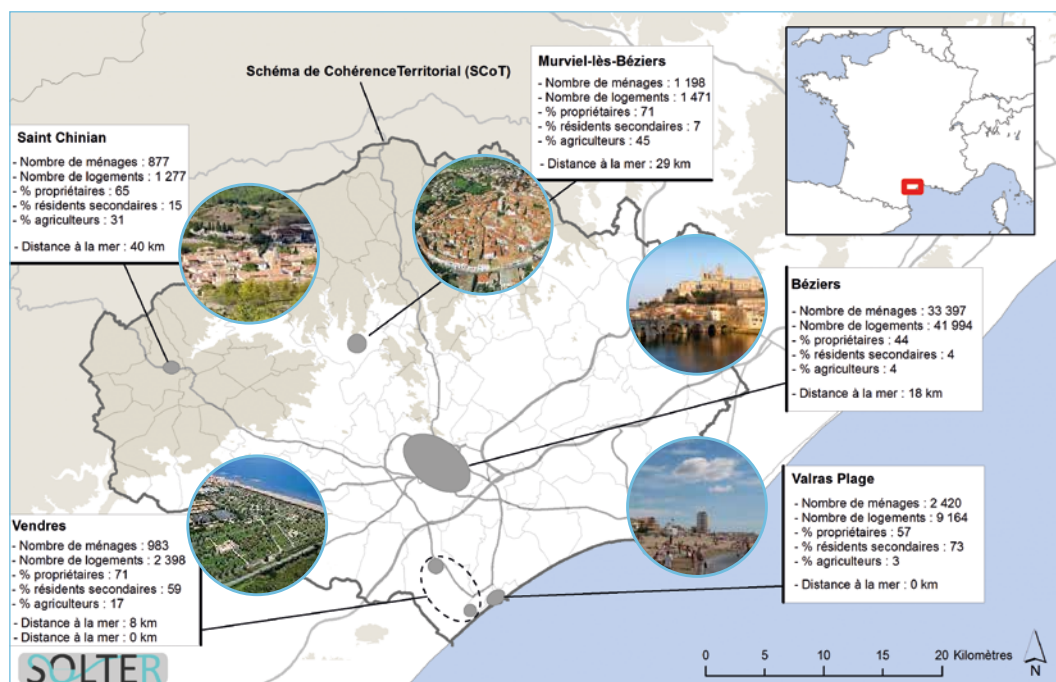 Schéma de CohérenceTerritorial (SCoT)
Murviel-lès-Béziers
- Nombre de ménages : 1 198
- Nombre de logements : 1 471
- % propriétaires : 71
- % résidents secondaires : 7
- % agriculteurs : 45
- Distance à la mer : 29 km
Saint Chinian
- Nombre de ménages : 877
- Nombre de logements : 1 277
- % propriétaires : 65
- % résidents secondaires : 15
- % agriculteurs : 31
- Distance à la mer : 40 km
Béziers
- Nombre de ménages : 33 397
- Nombre de logements : 41 994
- % propriétaires : 44
- % résidents secondaires : 4
- % agriculteurs : 4
- Distance à la mer : 18 km
Valras Plage
- Nombre de ménages : 2 420
- Nombre de logements : 9 164
- % propriétaires : 57
- % résidents secondaires : 73
- % agriculteurs : 3
- Distance à la mer : 0 km
Vendres
- Nombre de ménages : 983
- Nombre de logements : 2 398
- % propriétaires : 71
- % résidents secondaires : 59
- % agriculteurs : 17
- Distance à la mer : 8 km
- Distance à la mer : 0 km
SOLTER
0 5 10 15 20 Kilomètres
N